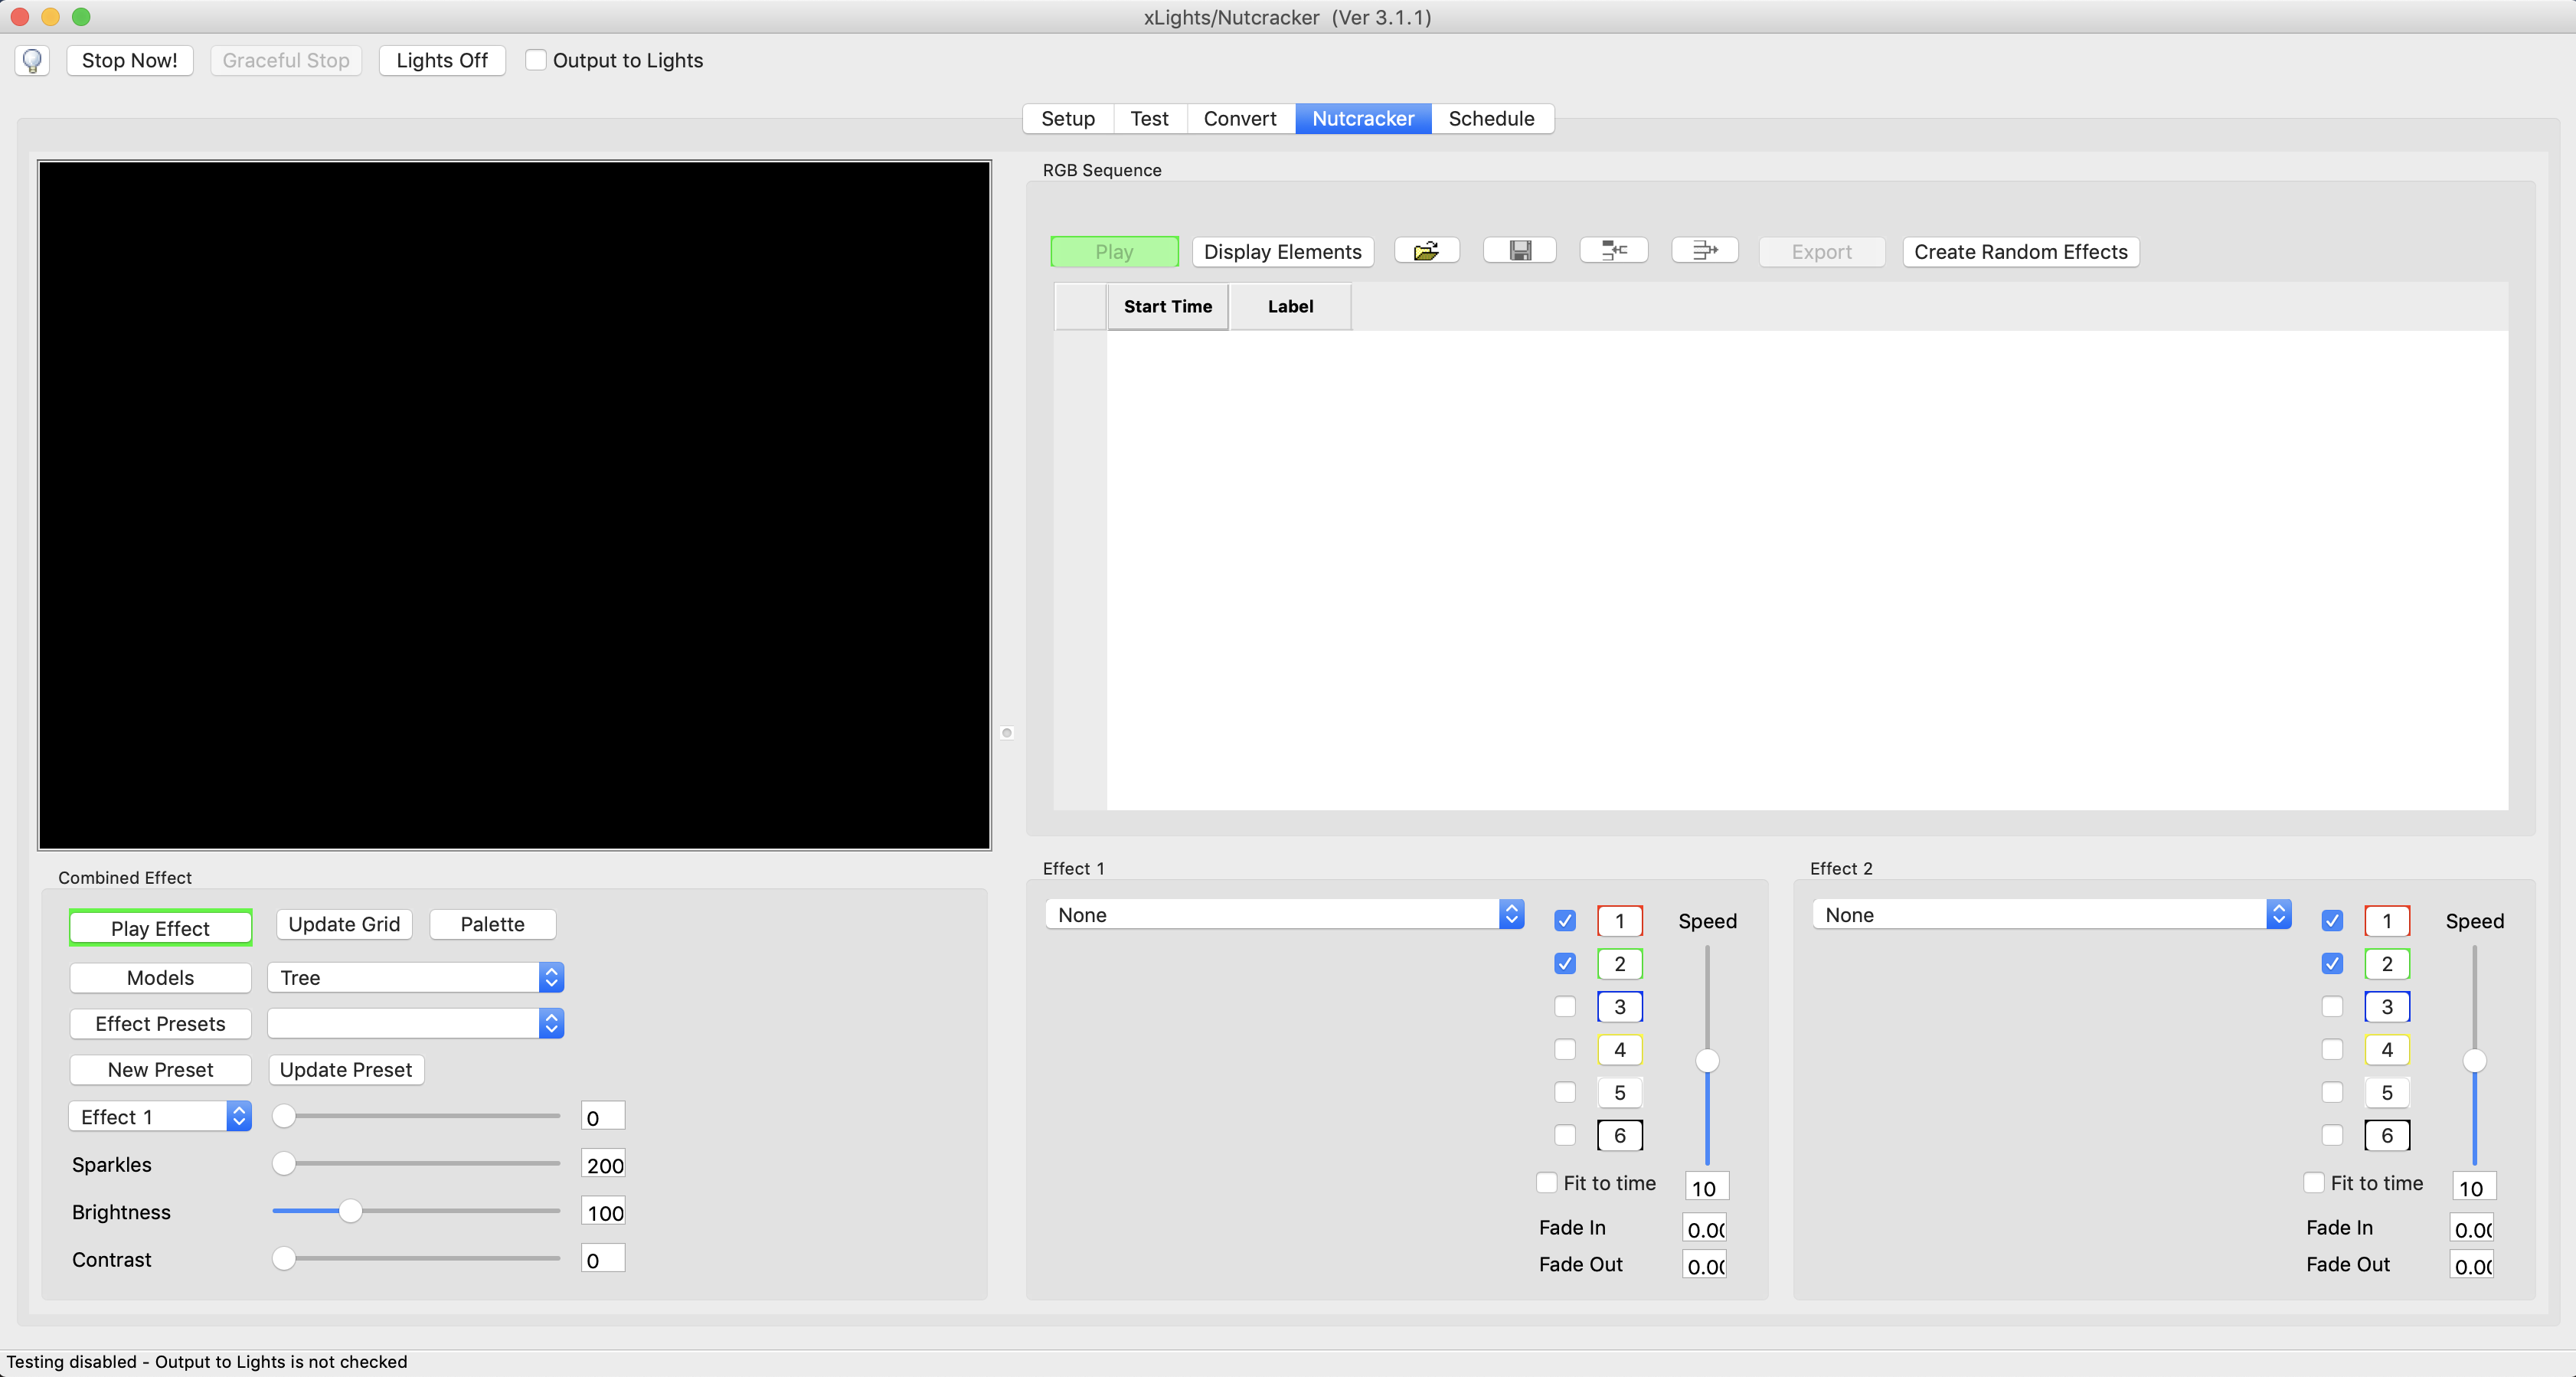 xLights/Nutcracker (Ver 3.1.1)
Stop Now! Graceful Stop Lights Off Output to Lights
Setup Test Convert Nutcracker Schedule
RGB Sequence
Play Display Elements Export Create Random Effects
Start Time Label
Combined Effect
Play Effect Update Grid Palette
Models Tree
Effect Presets
New Preset Update Preset
Effect 1 0
Sparkles 200
Brightness 100
Contrast 0
Effect 1
None 1 Speed
2
3
4
5
6
Fit to time 10
Fade In 0.00
Fade Out 0.00
Effect 2
None 1 Speed
2
3
4
5
6
Fit to time 10
Fade In 0.00
Fade Out 0.00
Testing disabled - Output to Lights is not checked